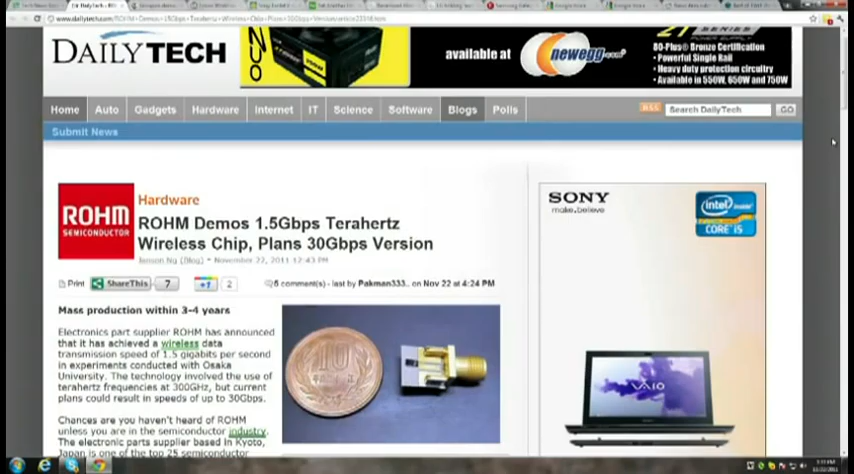 www.dailytech.com
DAILYTECH
available at
newegg.com
SERIES
80-Plus® Bronze Certification
• Powerful Single Rail
• Heavy duty protection circuitry
• Available in 550W, 650W and 750W
Home
Auto
Gadgets
Hardware
Internet
IT
Science
Software
Blogs
Polls
RSS
Search DailyTech
GO
Submit News
ROHM
SEMICONDUCTOR
Hardware
ROHM Demos 1.5Gbps Terahertz
Wireless Chip, Plans 30Gbps Version
(Blog) • November 22, 2011 12:43 PM
Print
ShareThis
7
+1
2
comment(s) - last by Pakman333.. on Nov 22 at 4:24 PM
Mass production within 3-4 years
Electronics part supplier ROHM has announced
that it has achieved a wireless data
transmission speed of 1.5 gigabits per second
in experiments conducted with Osaka
University. The technology involved the use of
terahertz frequencies at 300GHz, but current
plans could result in speeds of up to 30Gbps.
Chances are you haven't heard of ROHM
unless you are in the semiconductor industry.
The electronic parts supplier based in Kyoto,
Japan is one of the top 25 semiconductor
10
SONY
make.believe
intel
inside
CORE i5
VAIO